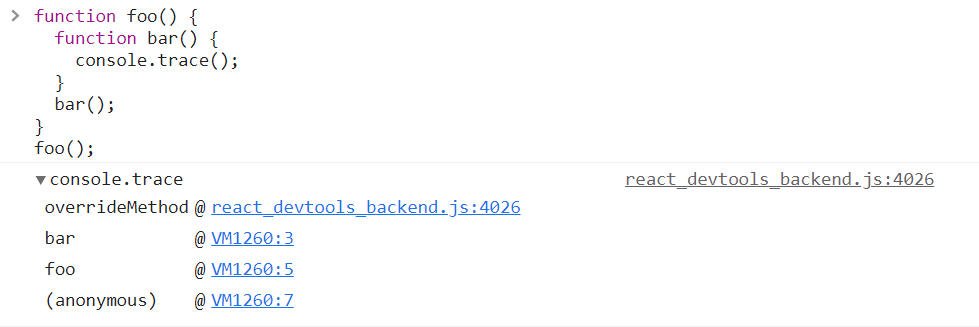 > function foo() {
function bar() {
console.trace();
}
bar();
}
foo();
▼console.trace react_devtools_backend.js:4026
overrideMethod @ react_devtools_backend.js:4026
bar @ VM1260:3
foo @ VM1260:5
(anonymous) @ VM1260:7